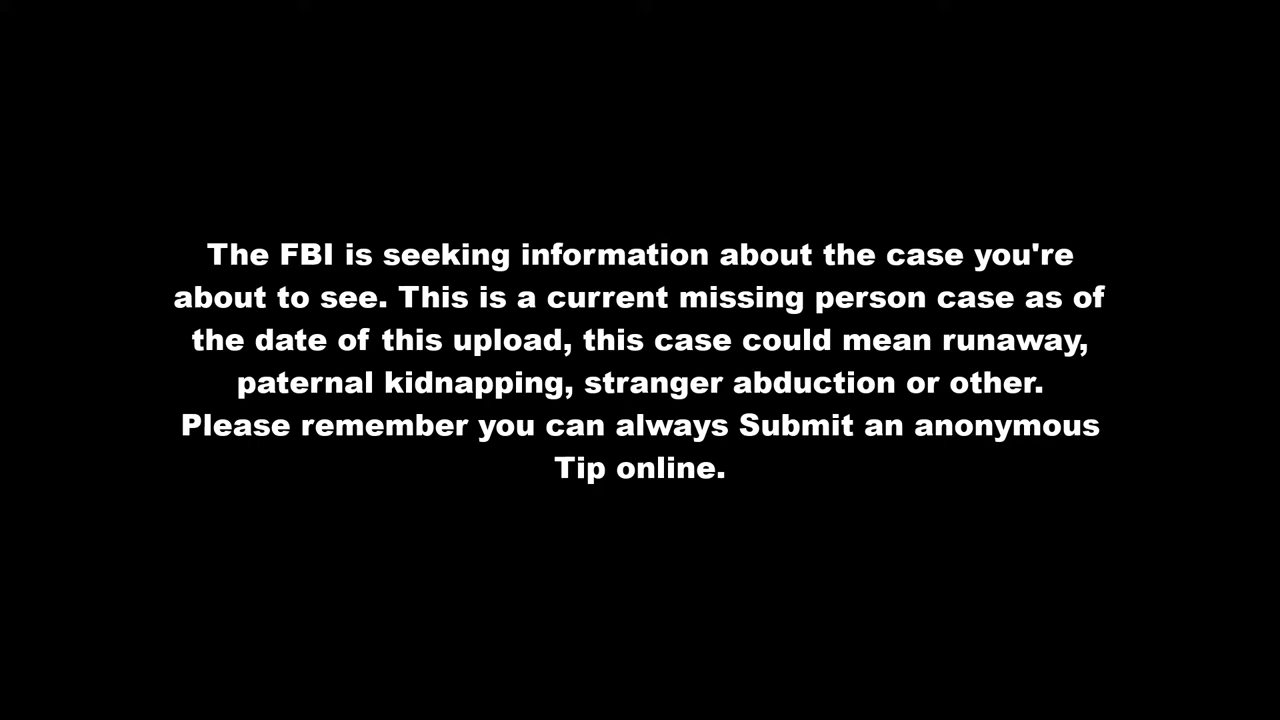 The FBI is seeking information about the case you're
about to see. This is a current missing person case as of
the date of this upload, this case could mean runaway,
paternal kidnapping, stranger abduction or other.
Please remember you can always Submit an anonymous
Tip online.